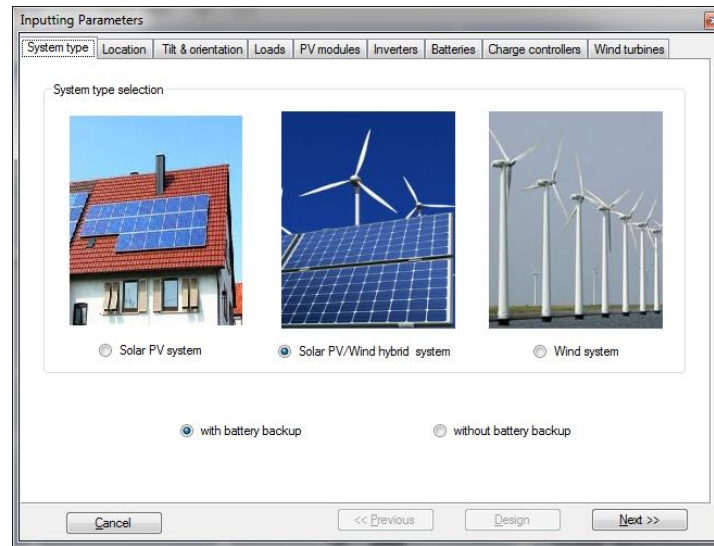 Inputting Parameters
System type Location Tilt & orientation Loads PV modules Inverters Batteries Charge controllers Wind turbines
System type selection
Solar PV system Solar PV/Wind hybrid system Wind system
with battery backup without battery backup
Cancel << Previous Design Next >>